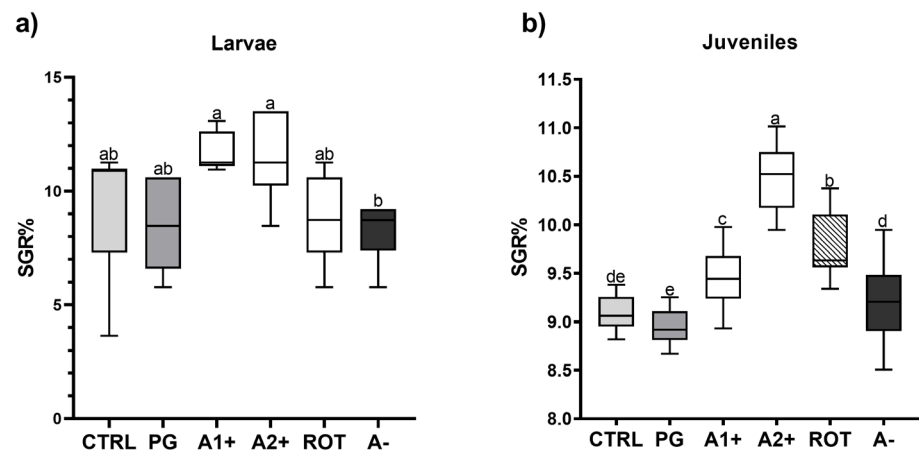 a)
Larvae
SGR%
15
10
5
0
ab
ab
a
a
ab
b
CTRL PG A1+ A2+ ROT A-
b)
Juveniles
SGR%
11.5
11.0
10.5
10.0
9.5
9.0
8.5
8.0
de
e
c
a
b
d
CTRL PG A1+ A2+ ROT A-